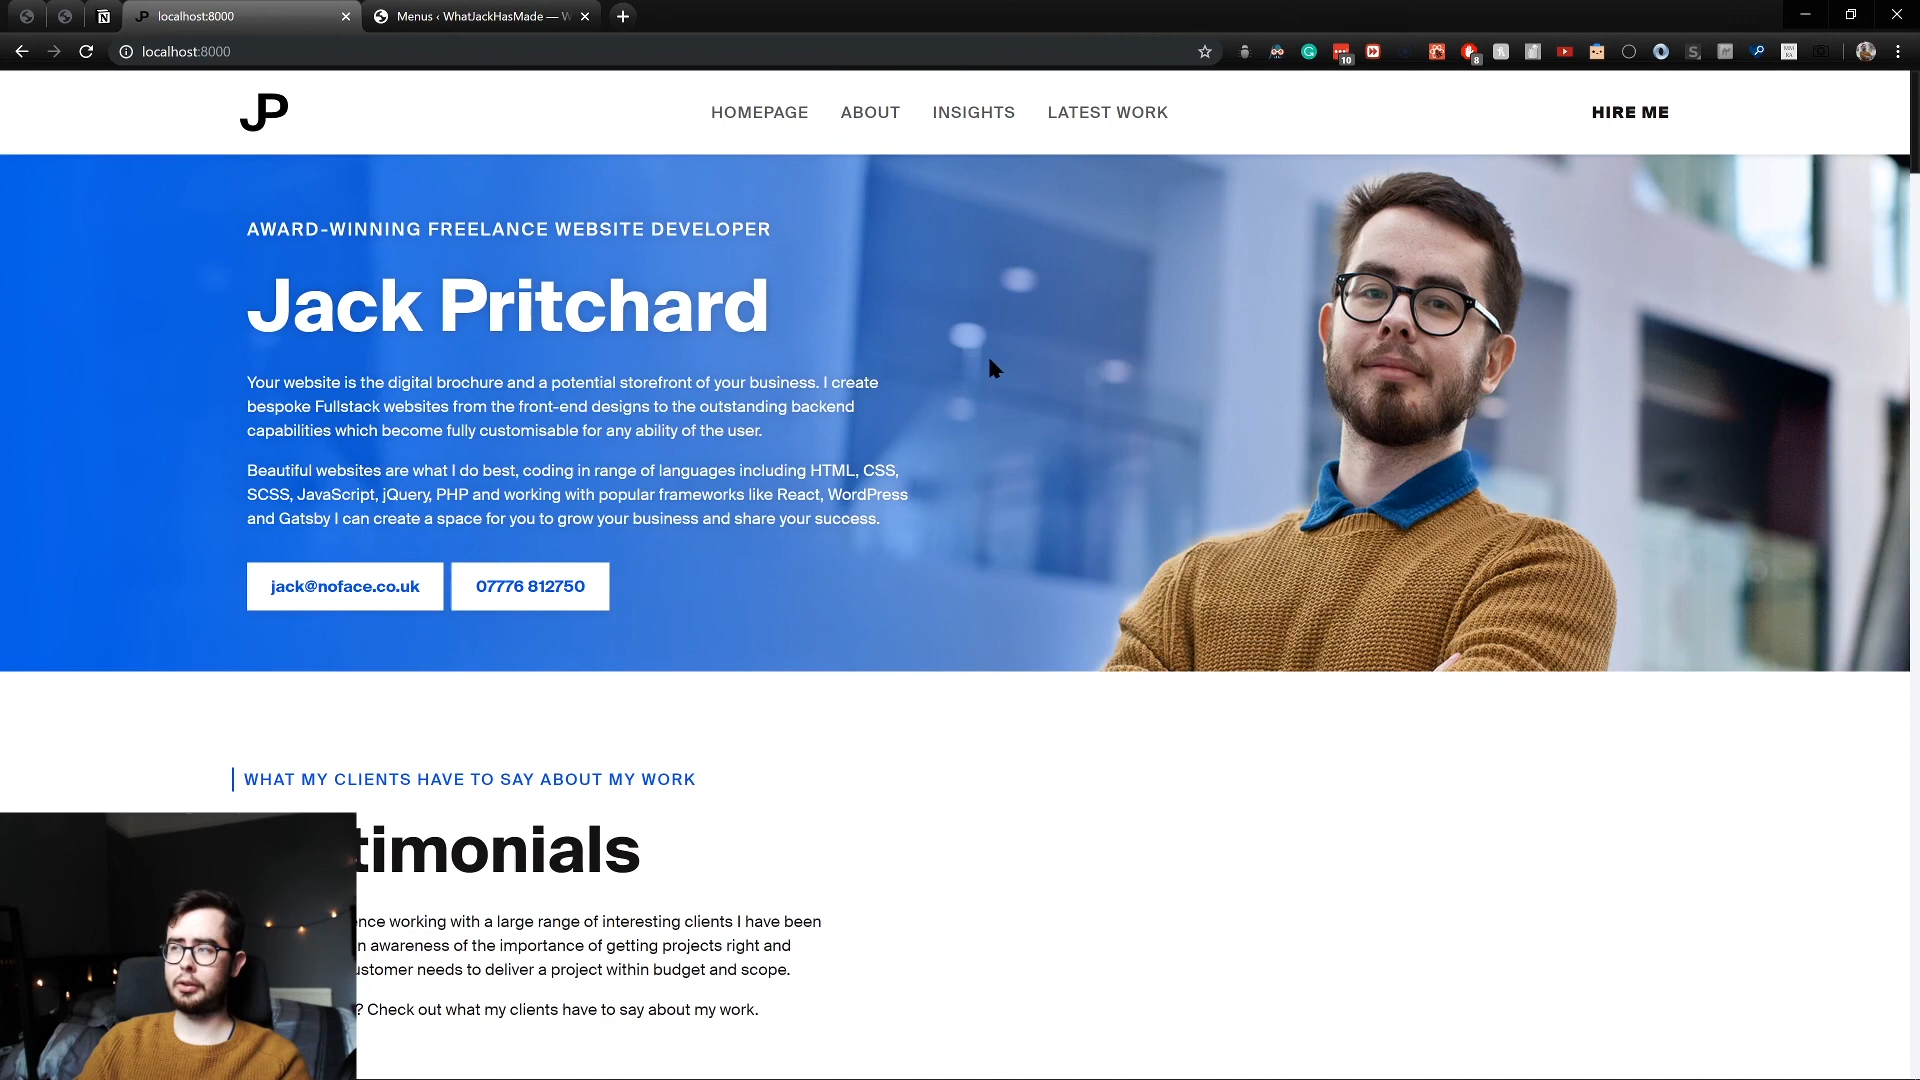 localhost:8000
Menus ‹ WhatJackHasMade — W
localhost:8000
10
8
JP
HOMEPAGE
ABOUT
INSIGHTS
LATEST WORK
HIRE ME
AWARD-WINNING FREELANCE WEBSITE DEVELOPER
Jack Pritchard
Your website is the digital brochure and a potential storefront of your business. I create
bespoke Fullstack websites from the front-end designs to the outstanding backend
capabilities which become fully customisable for any ability of the user.
Beautiful websites are what I do best, coding in range of languages including HTML, CSS,
SCSS, JavaScript, jQuery, PHP and working with popular frameworks like React, WordPress
and Gatsby I can create a space for you to grow your business and share your success.
jack@noface.co.uk
07776 812750
WHAT MY CLIENTS HAVE TO SAY ABOUT MY WORK
timonials
nce working with a large range of interesting clients I have been
n awareness of the importance of getting projects right and
ustomer needs to deliver a project within budget and scope.
? Check out what my clients have to say about my work.